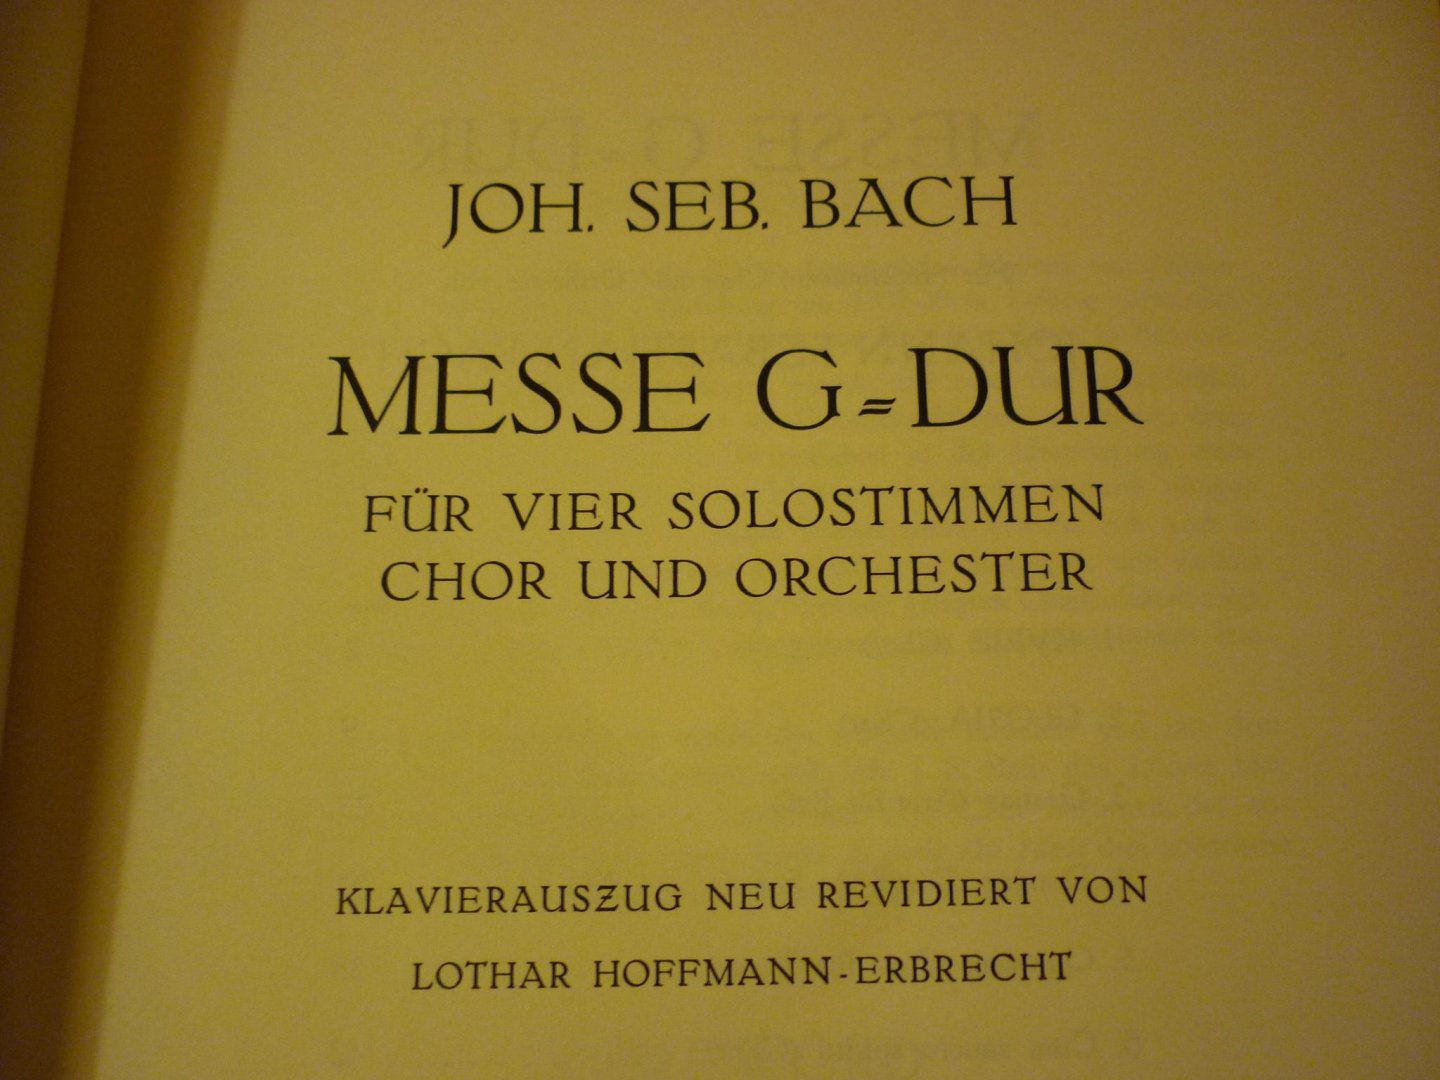 JOH. SEB. BACH
MESSE G=DUR
FÜR VIER SOLOSTIMMEN
CHOR UND ORCHESTER
KLAVIERAUSZUG NEU REVIDIERT VON
LOTHAR HOFFMANN-ERBRECHT